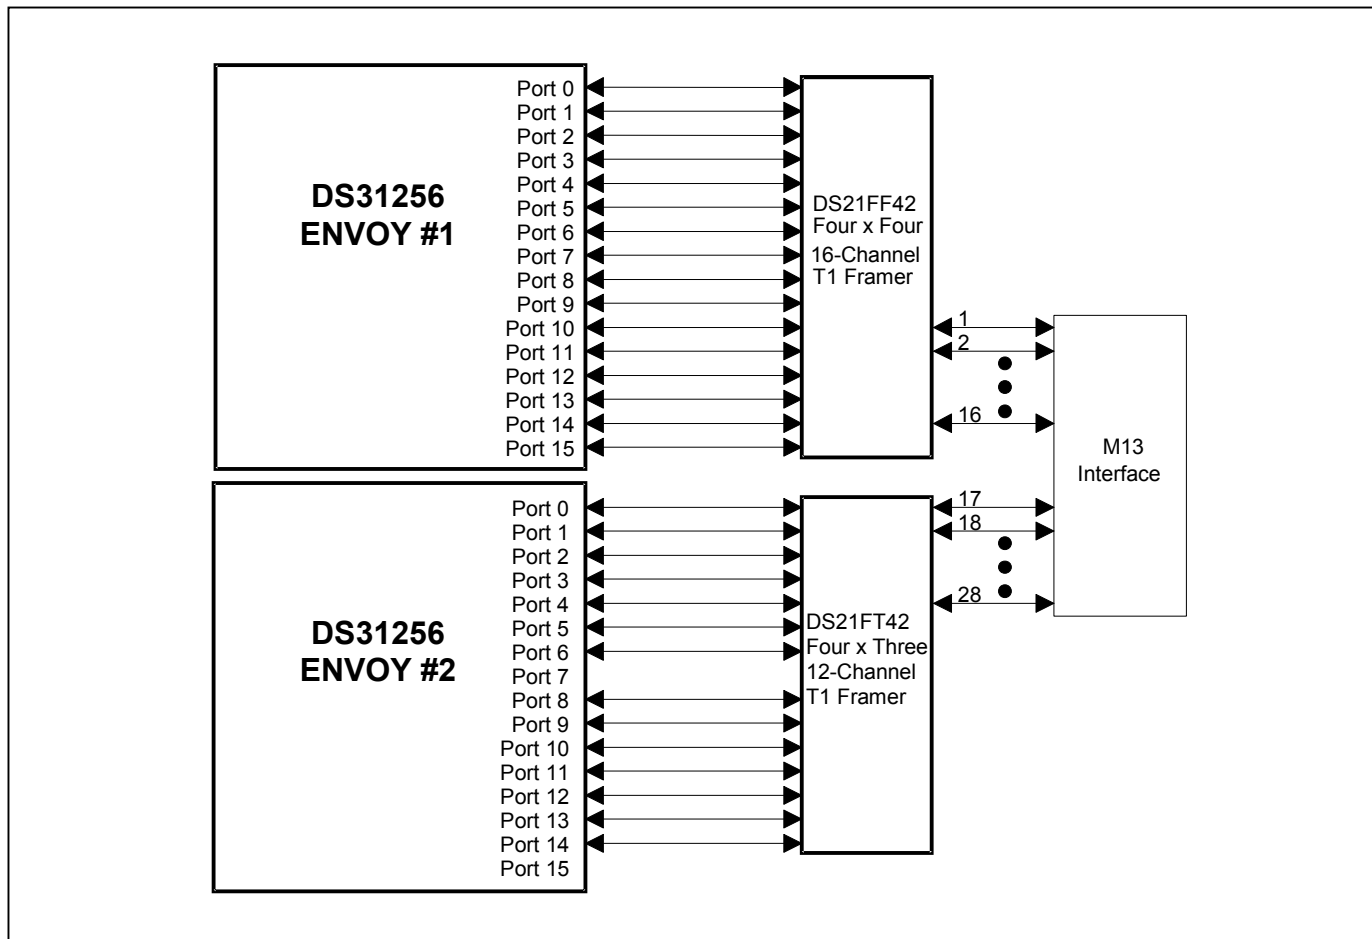 Port 0
Port 1
Port 2
Port 3
Port 4
Port 5
Port 6
Port 7
Port 8
Port 9
Port 10
Port 11
Port 12
Port 13
Port 14
Port 15
DS31256
ENVOY #1
DS21FF42
Four x Four
16-Channel
T1 Framer
1
2
16
M13
Interface
Port 0
Port 1
Port 2
Port 3
Port 4
Port 5
Port 6
Port 7
Port 8
Port 9
Port 10
Port 11
Port 12
Port 13
Port 14
Port 15
DS31256
ENVOY #2
DS21FT42
Four x Three
12-Channel
T1 Framer
17
18
28